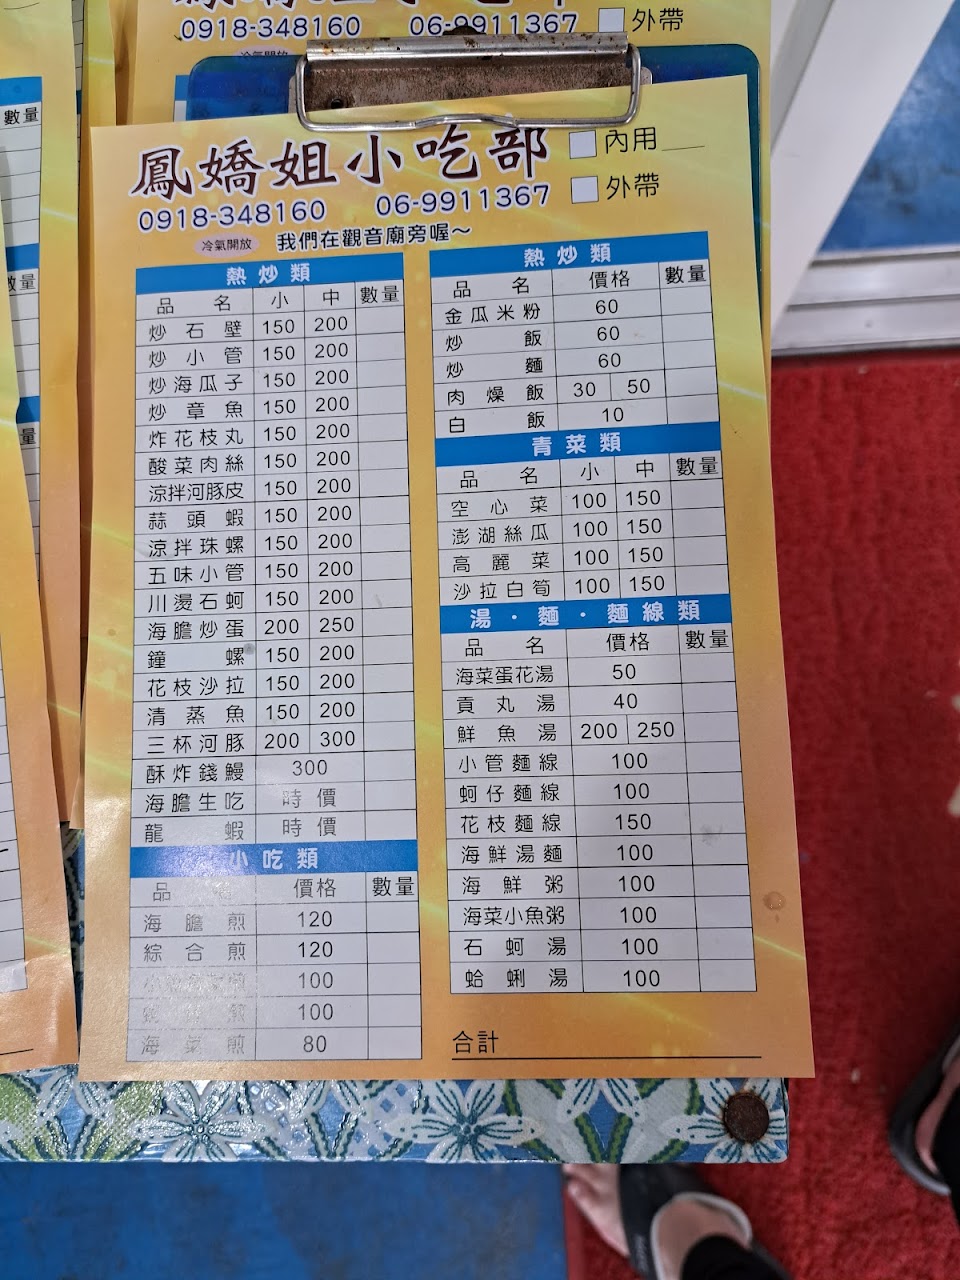 0918-348160 06-9911367 外帶
冷氣開放
數量
數量
量
鳳嬌姐小吃部 內用
0918-348160 06-9911367 外帶
冷氣開放 我們在觀音廟旁喔～
熱炒類
品名 小 中 數量
炒石壁 150 200
炒小管 150 200
炒海瓜子 150 200
炒章魚 150 200
炸花枝丸 150 200
酸菜肉絲 150 200
涼拌河豚皮 150 200
蒜頭蝦 150 200
涼拌珠螺 150 200
五味小管 150 200
川燙石蚵 150 200
海膽炒蛋 200 250
鐘螺 150 200
花枝沙拉 150 200
清蒸魚 150 200
三杯河豚 200 300
酥炸錢鰻 300
海膽生吃 時價
龍蝦 時價
小吃類
品名 價格 數量
海膽煎 120
綜合煎 120
100
煎 100
海菜煎 80
熱炒類
品名 價格 數量
金瓜米粉 60
炒飯 60
炒麵 60
肉燥飯 30 50
白飯 10
青菜類
品名 小 中 數量
空心菜 100 150
澎湖絲瓜 100 150
高麗菜 100 150
沙拉白筍 100 150
湯・麵・麵線類
品名 價格 數量
海菜蛋花湯 50
貢丸湯 40
鮮魚湯 200 250
小管麵線 100
蚵仔麵線 100
花枝麵線 150
海鮮湯麵 100
海鮮粥 100
海菜小魚粥 100
石蚵湯 100
蛤蜊湯 100
合計